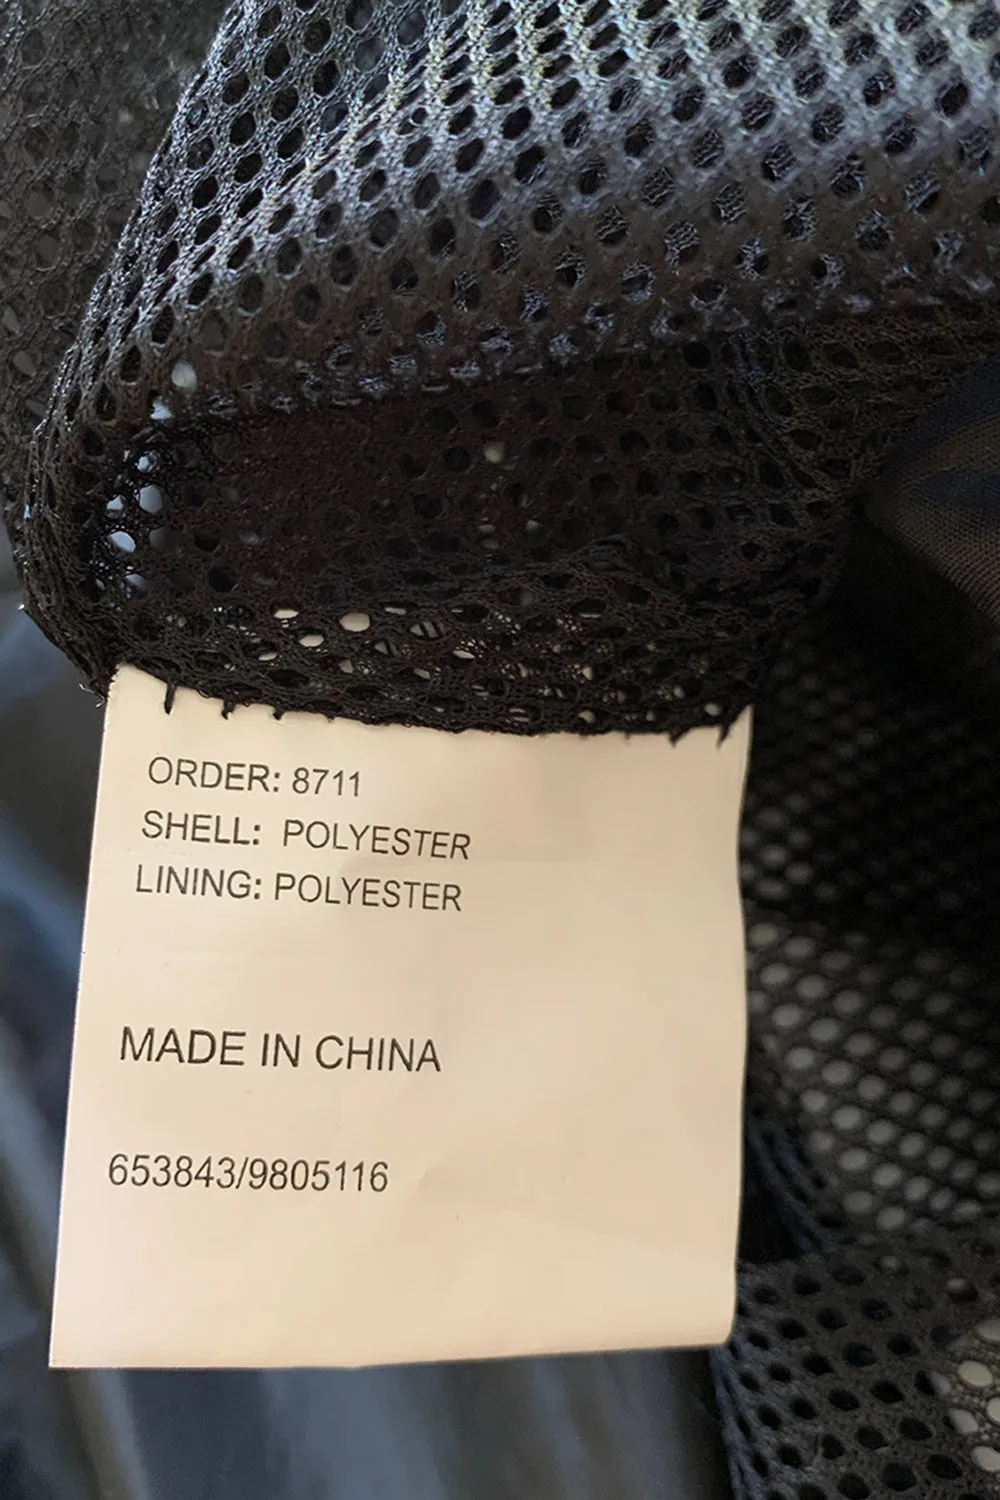 ORDER: 8711
SHELL: POLYESTER
LINING: POLYESTER
MADE IN CHINA
653843/9805116